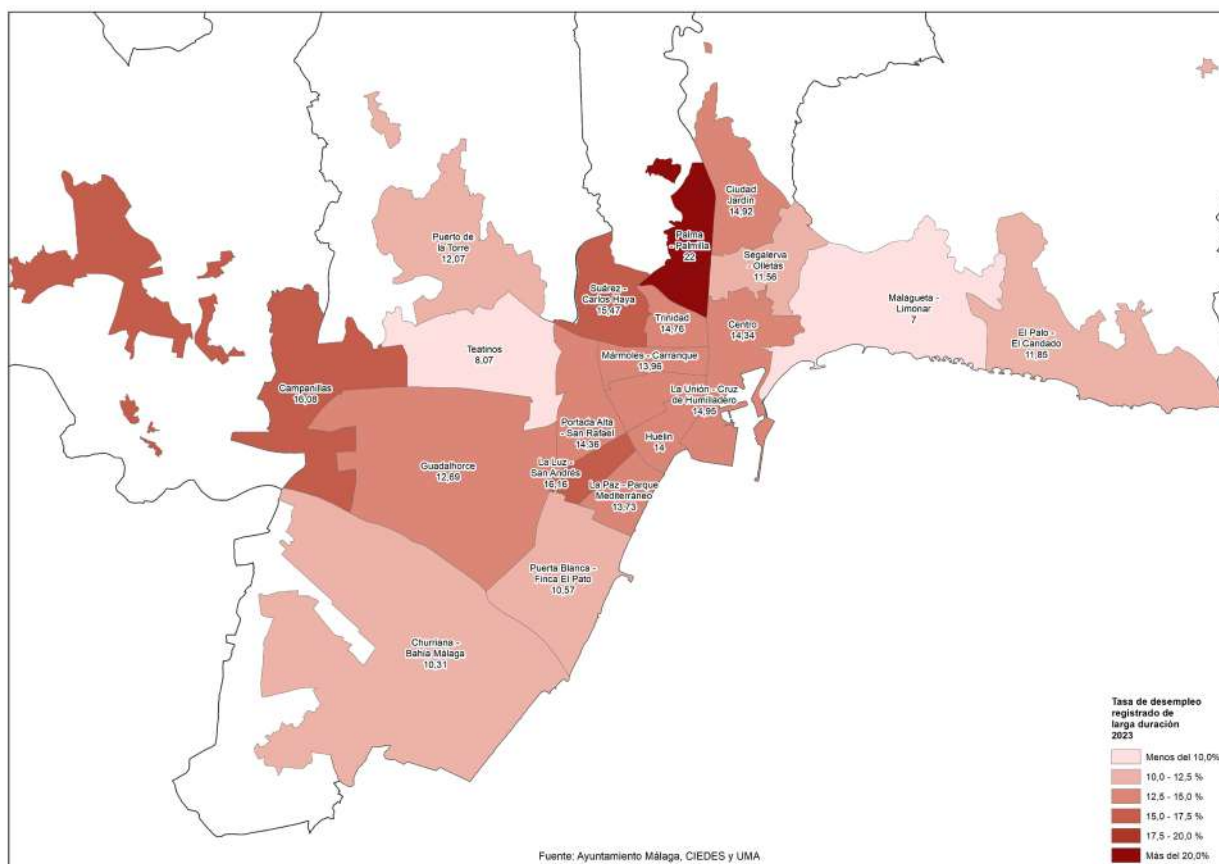 Ciudad
Jardín
14,92
Palma
- Palmilla
22
Puerto de
la Torre
12,07
Segalerva -
Olletas
11,56
Suárez -
Carlos Haya
15,47
Malagueta -
Limonar
7
Trinidad
14,76
Centro
14,34
El Palo -
El Candado
11,85
Teatinos
8,07
Mármoles - Carranque
13,96
Campanillas
16,08
La Unión - Cruz
de Humilladero
14,95
Portada Alta
- San Rafael
14,36
Huelin
14
Guadalhorce
12,69
La Luz -
San Andrés
16,16
La Paz - Parque
Mediterráneo
13,73
Puerta Blanca -
Finca El Pato
10,57
Churriana -
Bahía Málaga
10,31
Tasa de desempleo
registrado de
larga duración
2023
Menos del 10,0%
10,0 - 12,5 %
12,5 - 15,0 %
15,0 - 17,5 %
17,5 - 20,0 %
Más del 20,0%
Fuente: Ayuntamiento Málaga, CIEDES y UMA